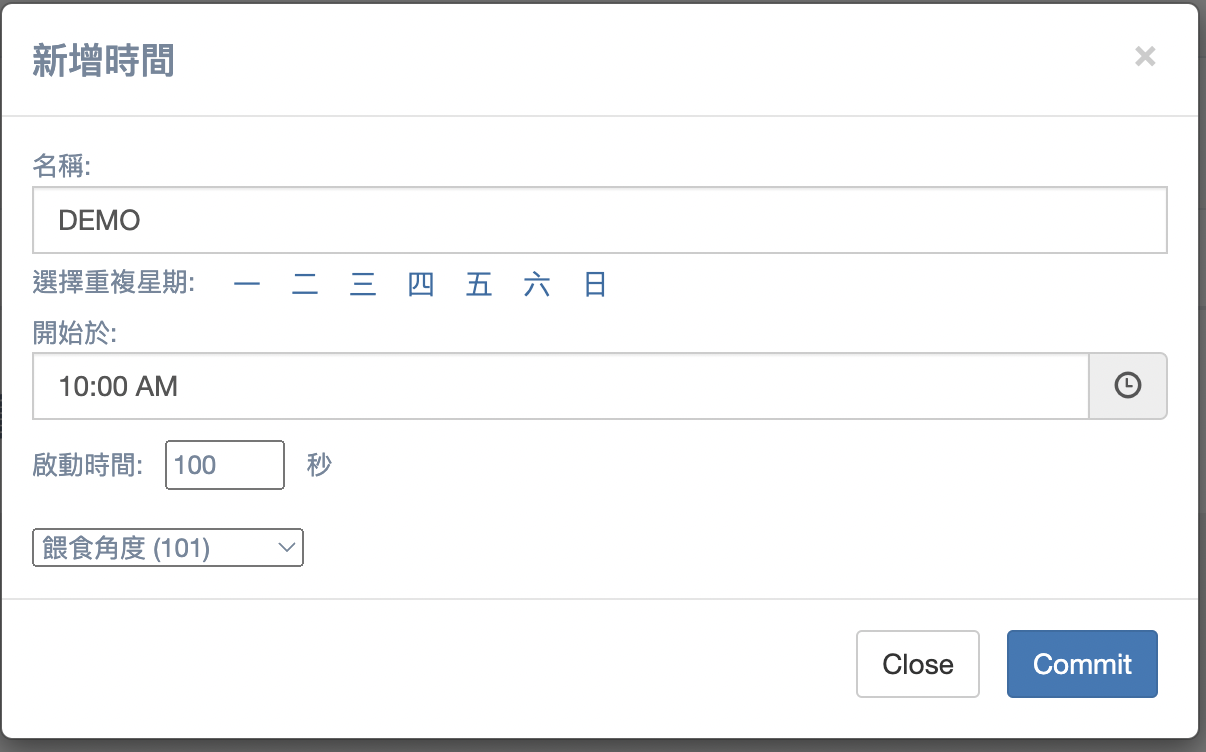 新增時間 ×
名稱:
DEMO
選擇重複星期: 一 二 三 四 五 六 日
開始於:
10:00 AM
啟動時間: 100 秒
餵食角度 (101)
Close Commit